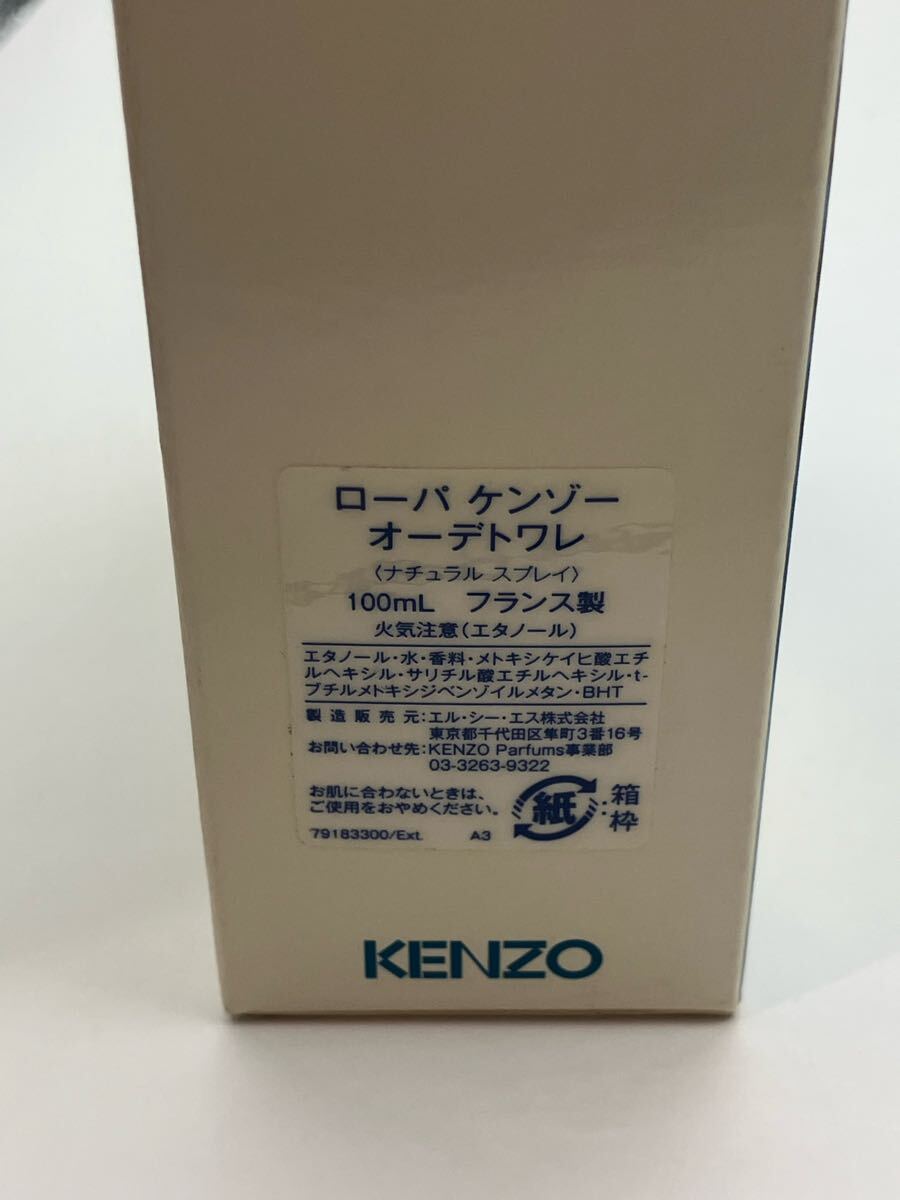 ローパ ケンゾー
オーデトワレ
〈ナチュラル スプレイ〉
100mL フランス製
火気注意(エタノール)
エタノール・水・香料・メトキシケイヒ酸エチ
ルヘキシル・サリチル酸エチルヘキシル・t-
ブチルメトキシジベンゾイルメタン・BHT
製造販売元:エル・シー・エス株式会社
東京都千代田区隼町3番16号
お問い合わせ先:KENZO Parfums事業部
03-3263-9322
お肌に合わないときは、
ご使用をおやめください。
紙:箱
枠
79183300/Ext. A3
KENZO